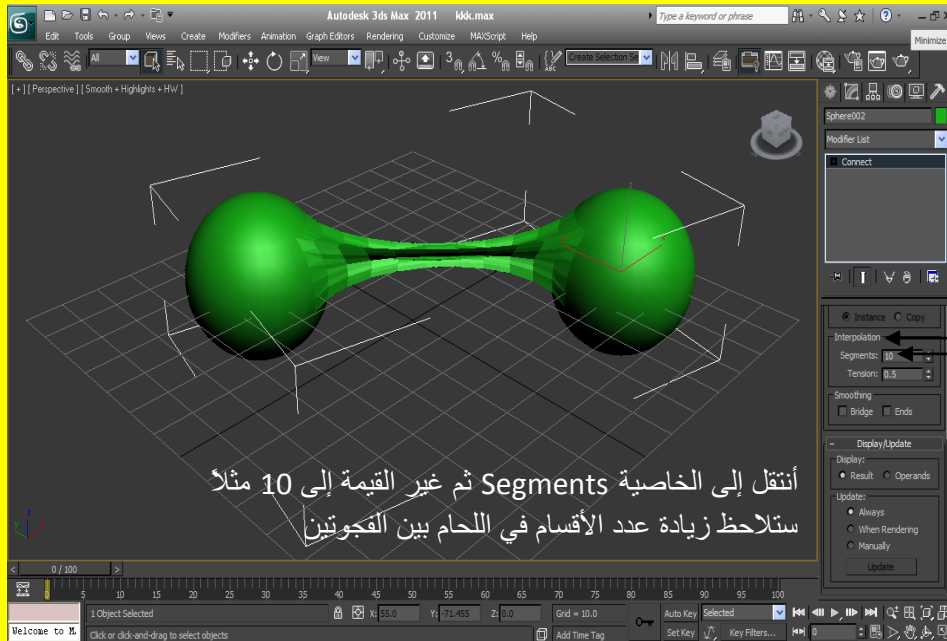 Autodesk 3ds Max 2011 kkk.max
Type a keyword or phrase
Edit Tools Group Views Create Modifiers Animation Graph Editors Rendering Customize MAXScript Help
Minimize
All View Create Selection Se
[ + ] [ Perspective ] [ Smooth + Highlights + HW ]
Sphere002
Modifier List
Connect
Instance Copy
Interpolation
Segments: 10
Tension: 0.5
Smoothing
Bridge Ends
Display/Update
Display:
Result Operands
Update:
Always
When Rendering
Manually
Update
أنتقل إلى الخاصية Segments ثم غير القيمة إلى 10 مثلاً
ستلاحظ زيادة عدد الأقسام في اللحام بين الفجوتين
z
x
y
0 / 100
0 5 10 15 20 25 30 35 40 45 50 55 60 65 70 75 80 85 90 95 100
1 Object Selected X: 55.0 Y: -71.455 Z: 0.0 Grid = 10.0 Auto Key Selected
Welcome to M. Click or click-and-drag to select objects Add Time Tag Set Key Key Filters... 0